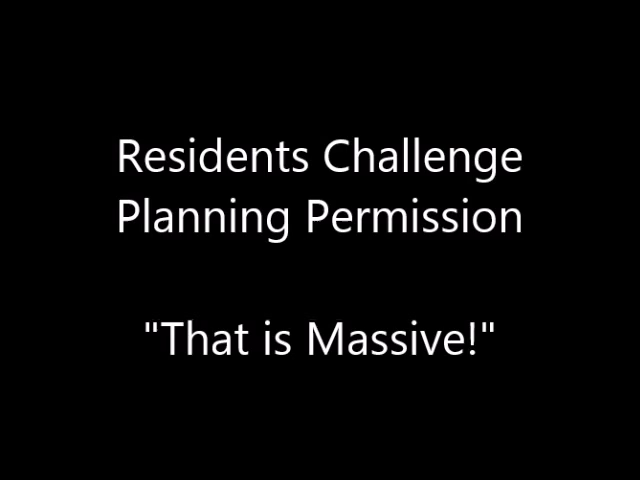 Residents Challenge
Planning Permission
"That is Massive!"